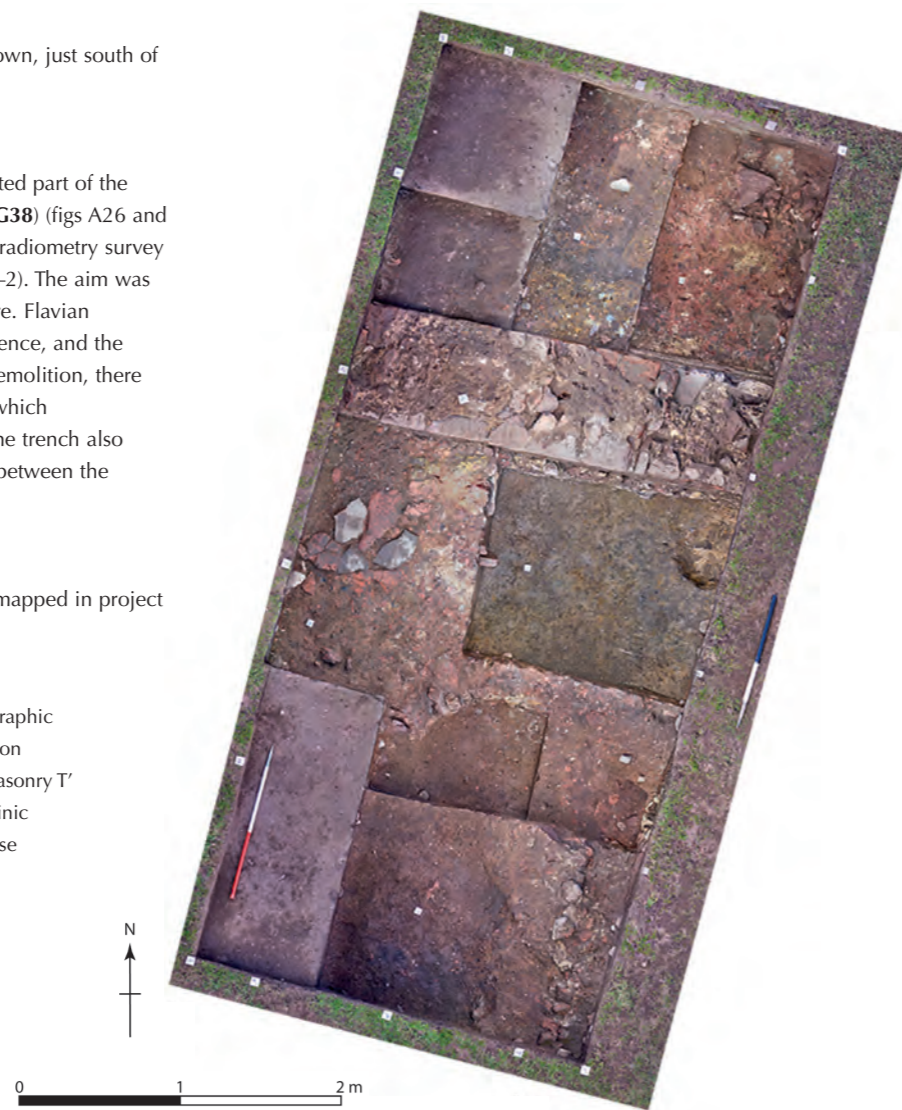 own, just south of
ted part of the
G38) (figs A26 and
radiometry survey
–2). The aim was
e. Flavian
ence, and the
emolition, there
which
ne trench also
between the
mapped in project
raphic
on
asonry T’
inic
se
N
0 1 2 m